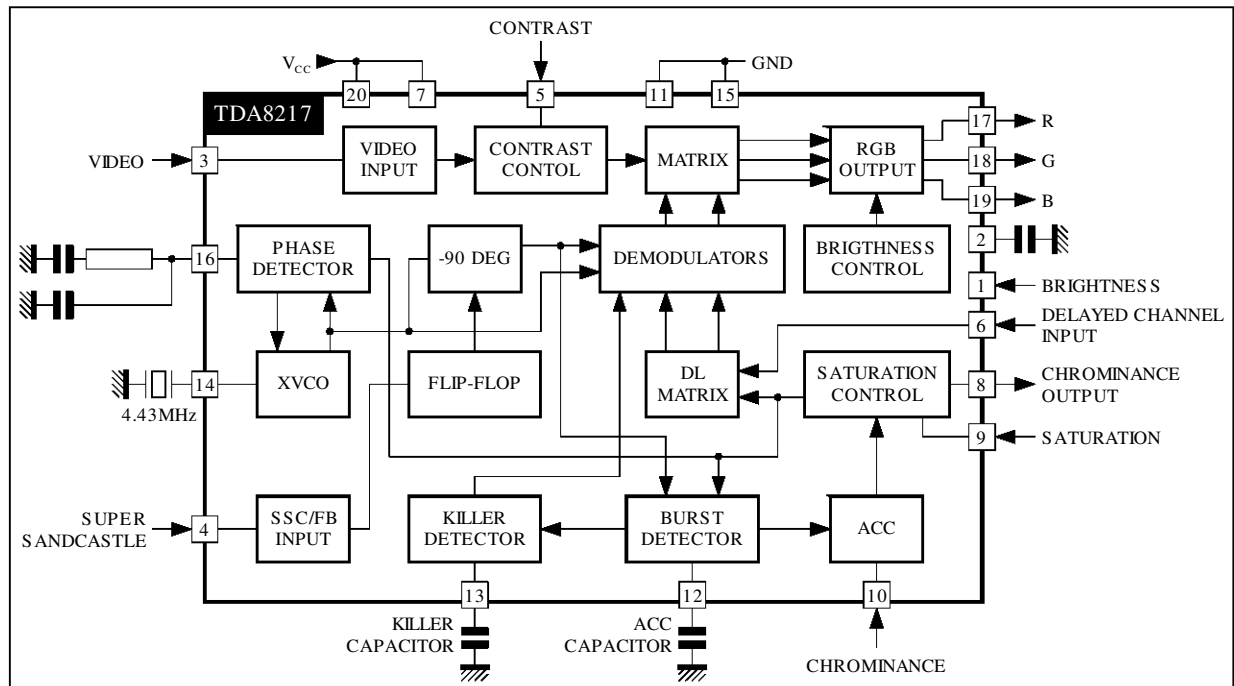 CONTRAST
VCC
GND
20
7
5
11
15
TDA8217
17
R
VIDEO
3
VIDEO
INPUT
CONTRAST
CONTOL
MATRIX
RGB
OUTPUT
18
G
19
B
2
16
PHASE
DETECTOR
-90 DEG
DEMODULATORS
BRIGTHNESS
CONTROL
1
BRIGHTNESS
6
DELAYED CHANNEL
INPUT
14
4.43MHz
XVCO
FLIP-FLOP
DL
MATRIX
SATURATION
CONTROL
8
CHROMINANCE
OUTPUT
9
SATURATION
SUPER
SANDCASTLE
4
SSC/FB
INPUT
KILLER
DETECTOR
BURST
DETECTOR
ACC
13
12
10
KILLER
CAPACITOR
ACC
CAPACITOR
CHROMINANCE